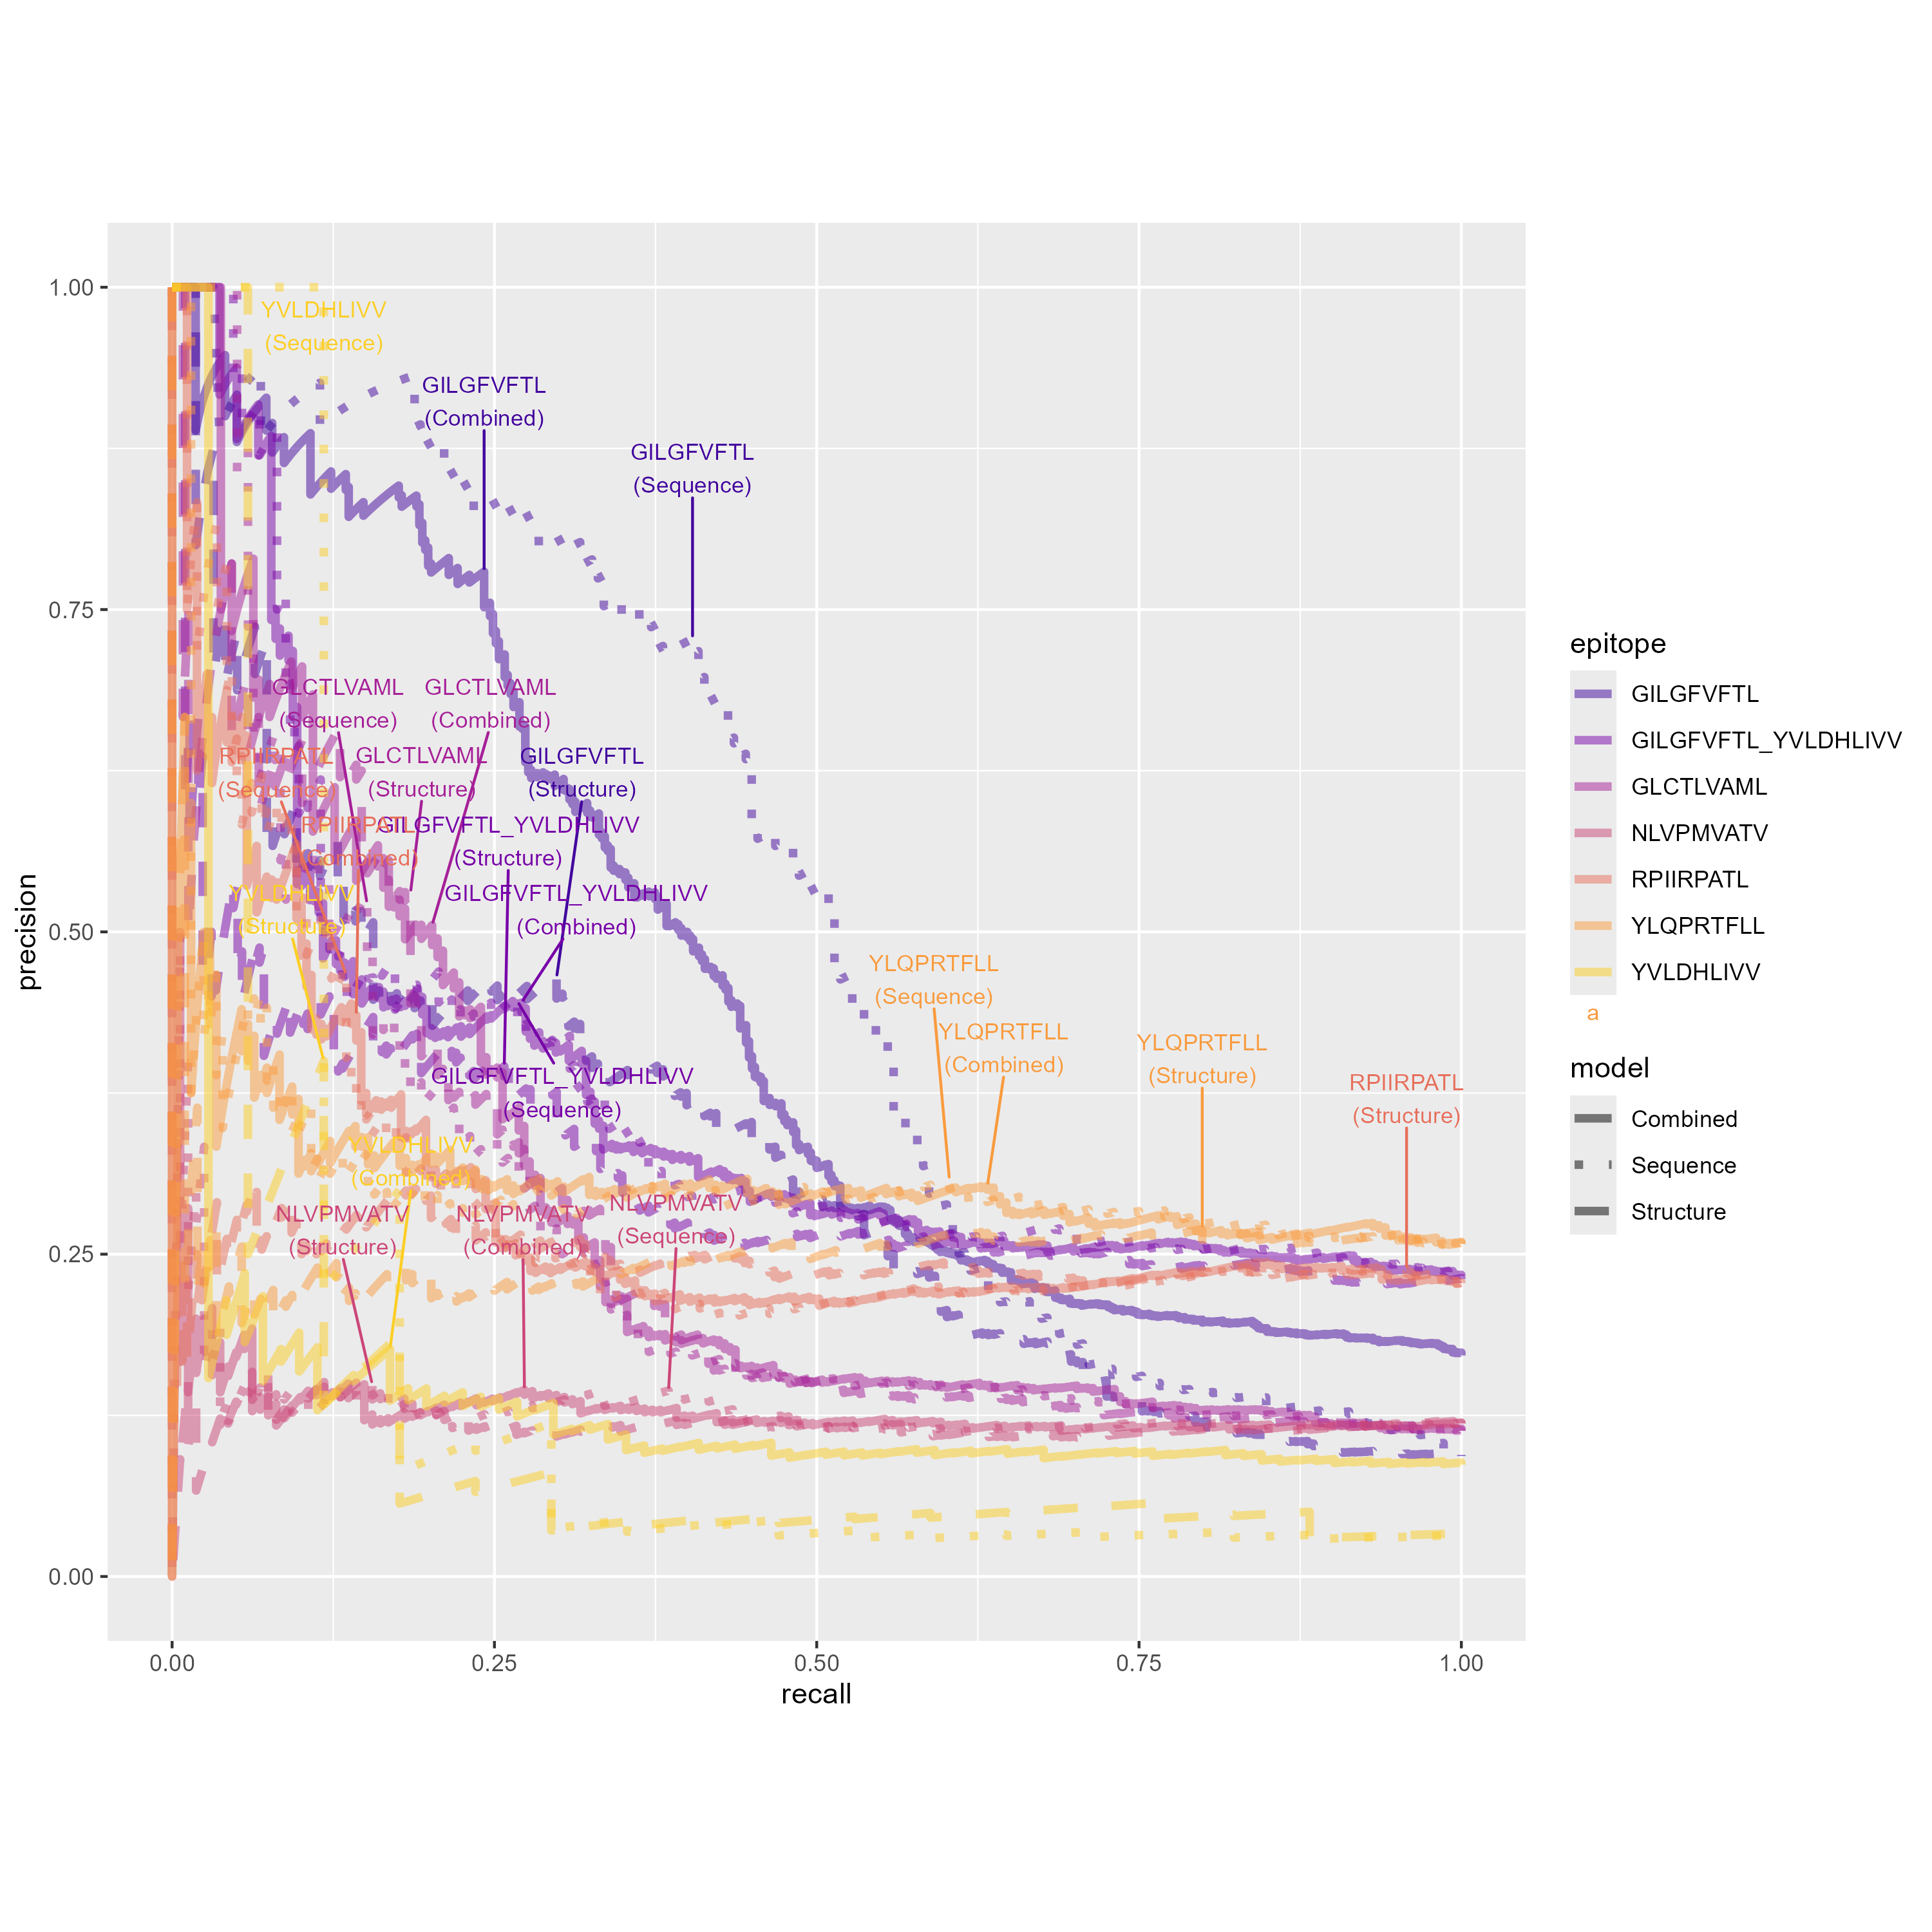 1.00
0.75
0.50
0.25
0.00
precision
YVLDHLIVV
(Sequence)
GILGFVFTL
(Combined)
GILGFVFTL
(Sequence)
GLCTLVAML
(Sequence)
GLCTLVAML
(Combined)
RPIIRPATL
(Sequence)
GLCTLVAML
(Structure)
GILGFVFTL
(Structure)
RPIIRPATL
(Combined)
GILGFVFTL_YVLDHLIVV
(Structure)
YVLDHLIVV
(Structure)
GILGFVFTL_YVLDHLIVV
(Combined)
YLQPRTFLL
(Sequence)
YLQPRTFLL
(Combined)
YLQPRTFLL
(Structure)
GILGFVFTL_YVLDHLIVV
(Sequence)
RPIIRPATL
(Structure)
YVLDHLIVV
(Combined)
NLVPMVATV
(Structure)
NLVPMVATV
(Combined)
NLVPMVATV
(Sequence)
0.00
0.25
0.50
0.75
1.00
recall
epitope
GILGFVFTL
GILGFVFTL_YVLDHLIVV
GLCTLVAML
NLVPMVATV
RPIIRPATL
YLQPRTFLL
YVLDHLIVV
a
model
Combined
Sequence
Structure